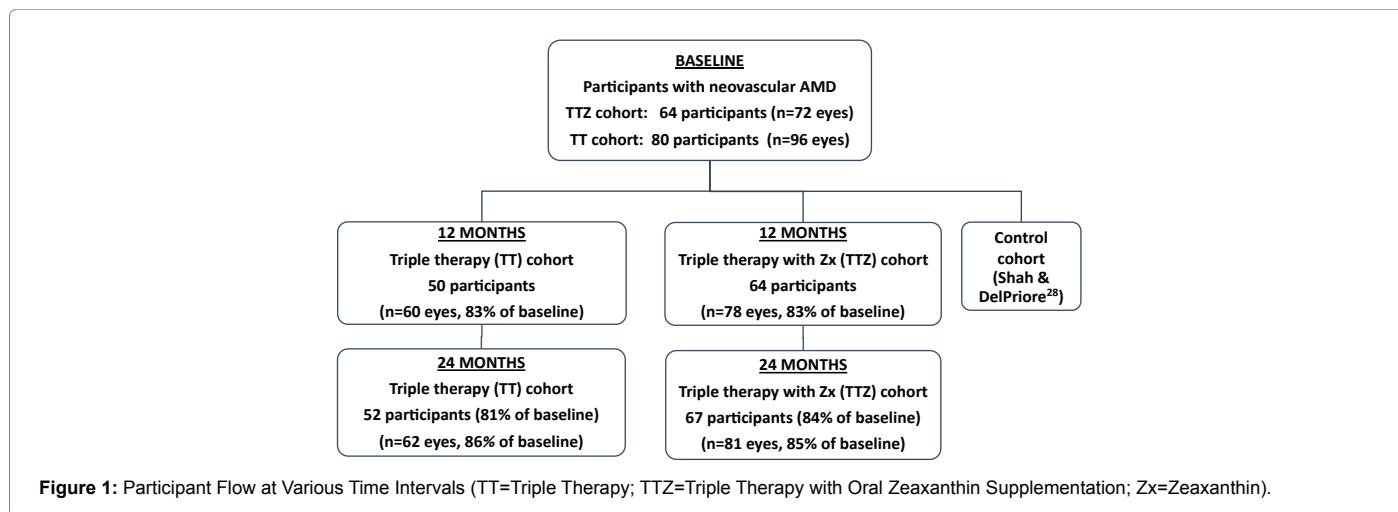 BASELINE
Participants with neovascular AMD
TTZ cohort: 64 participants (n=72 eyes)
TT cohort: 80 participants (n=96 eyes)
12 MONTHS
Triple therapy (TT) cohort
50 participants
(n=60 eyes, 83% of baseline)
12 MONTHS
Triple therapy with Zx (TTZ) cohort
64 participants
(n=78 eyes, 83% of baseline)
Control
cohort
(Shah &
DelPriore28)
24 MONTHS
Triple therapy (TT) cohort
52 participants (81% of baseline)
(n=62 eyes, 86% of baseline)
24 MONTHS
Triple therapy with Zx (TTZ) cohort
67 participants (84% of baseline)
(n=81 eyes, 85% of baseline)
Figure 1: Participant Flow at Various Time Intervals (TT=Triple Therapy; TTZ=Triple Therapy with Oral Zeaxanthin Supplementation; Zx=Zeaxanthin).